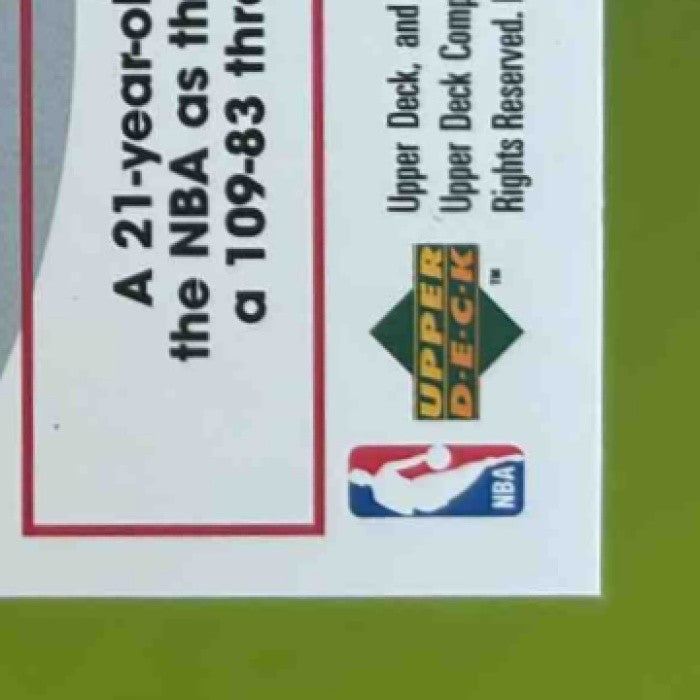 A 21-year-ol
the NBA as th
a 109-83 thr
Upper Deck, and
Upper Deck Comp
Rights Reserved.
UPPER
D·E·C·K
TM
NBA